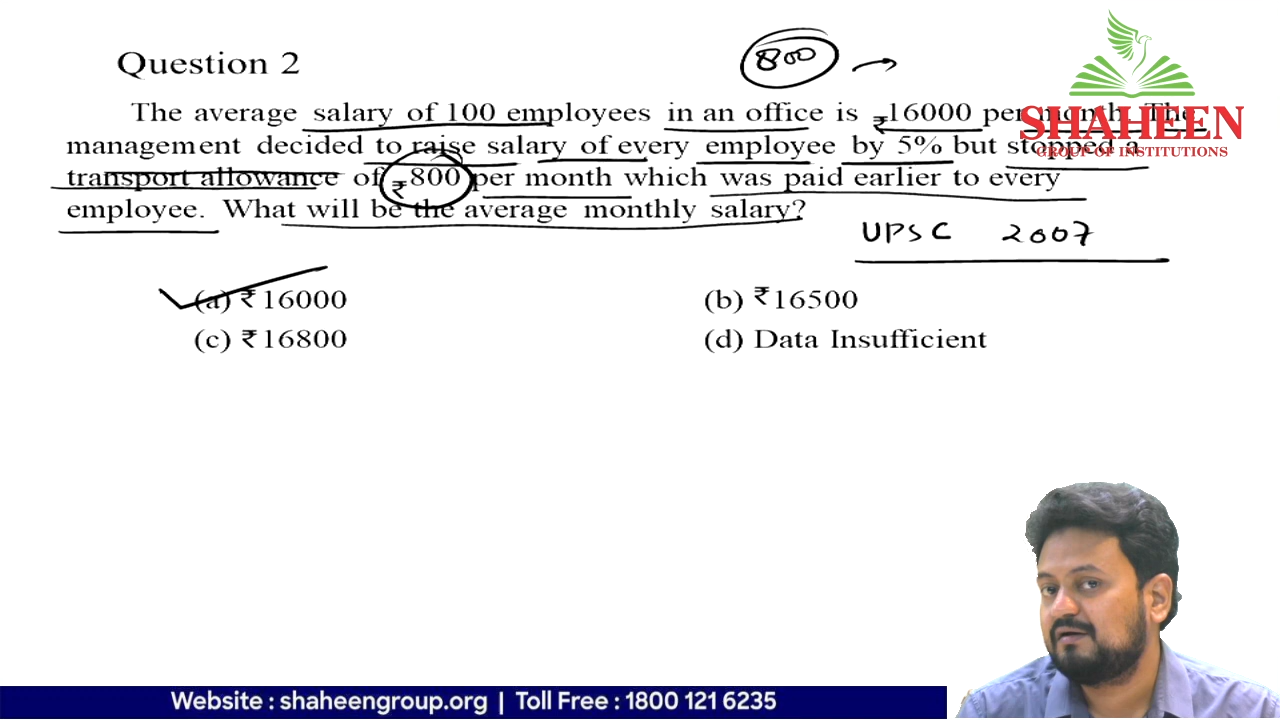 Question 2
800
The average salary of 100 employees in an office is ₹16000 per month. The
management decided to raise salary of every employee by 5% but stopped a
transport allowance of ₹800 per month which was paid earlier to every
employee. What will be the average monthly salary?
UPSC 2007
(a) ₹16000
(b) ₹16500
(c) ₹16800
(d) Data Insufficient
SHAHEEN
GROUP OF INSTITUTIONS
Website : shaheengroup.org | Toll Free : 1800 121 6235